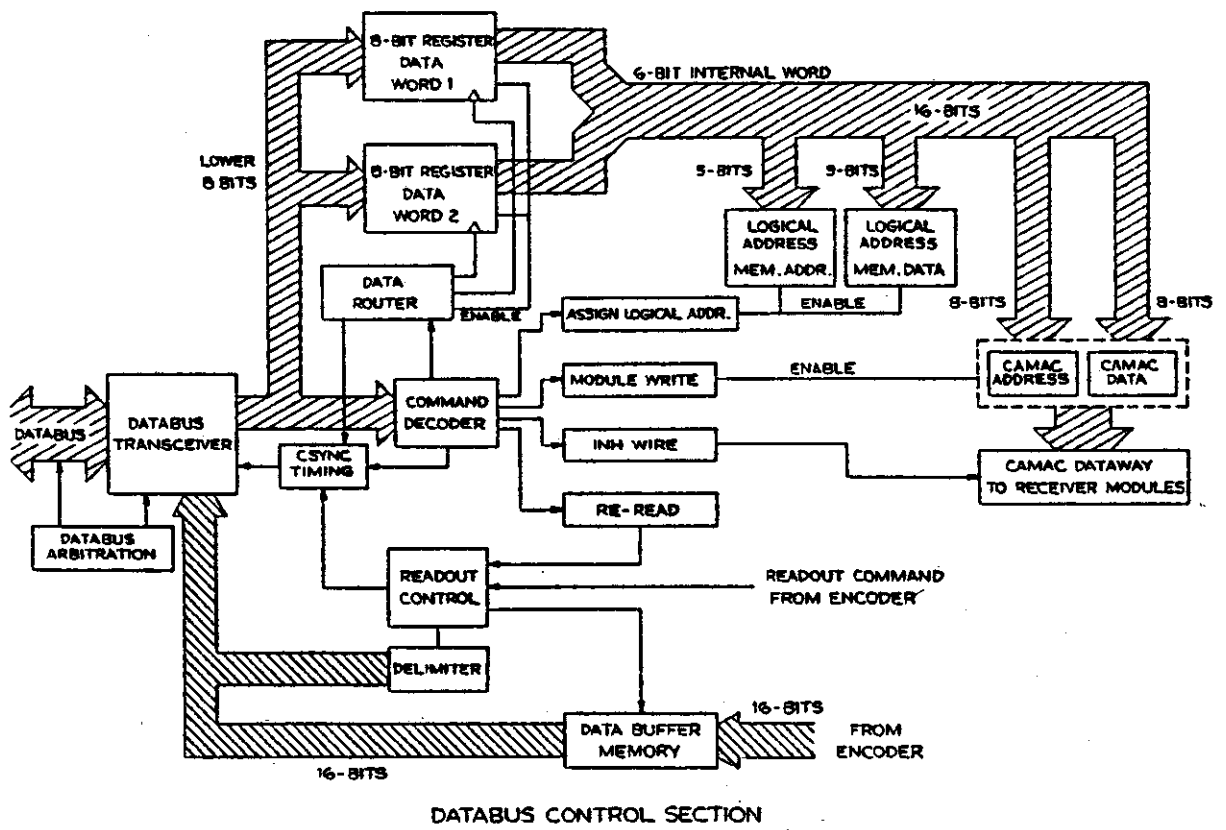 8-BIT REGISTER
DATA
WORD 1
6-BIT INTERNAL WORD
16-BITS
LOWER
8 BITS
8-BIT REGISTER
DATA
WORD 2
5-BITS
9-BITS
LOGICAL
ADDRESS
MEM. ADDR.
LOGICAL
ADDRESS
MEM. DATA
DATA
ROUTER
ENABLE
ASSIGN LOGICAL ADDR.
ENABLE
8-BITS
8-BITS
MODULE WRITE
ENABLE
CAMAC
ADDRESS
CAMAC
DATA
DATABUS
DATABUS
TRANSCEIVER
COMMAND
DECODER
CSYNC
TIMING
INH WIRE
CAMAC DATAWAY
TO RECEIVER MODULES
RE-READ
DATABUS
ARBITRATION
READOUT
CONTROL
READOUT COMMAND
FROM ENCODER
DELIMITER
DATA BUFFER
MEMORY
16-BITS
FROM
ENCODER
16-BITS
DATABUS CONTROL SECTION